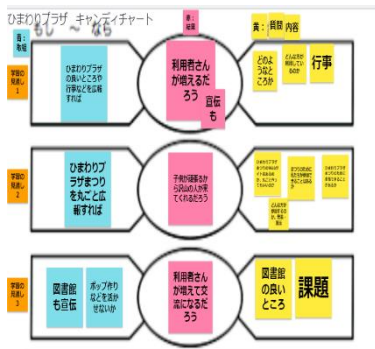 ひまわりプラザ キャンディチャート
もし ~ なら
青：取組
赤：結果
黄：質問内容
学習の見通し1
ひまわりプラザ
の良いところや
行事などを広報
すれば
利用者さん
が増えるだ
ろう
宣伝
も
どのよ
うなと
ころか
行事
学習の見通し2
ひまわりプ
ラザまつり
を丸ごと広
報すれば
子供が頑張るか
ら沢山の人が来
てくれるだろう
学習の見通し3
図書館
も宣伝
ポップ作り
などを活か
せないか
利用者さん
が増えて交
流になるだ
ろう
図書館
の良い
ところ
課題